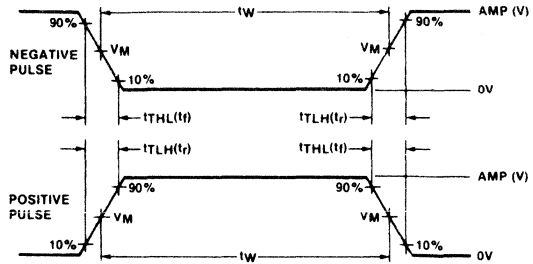 90% tW 90% AMP (V)
NEGATIVE PULSE VM VM
10% 10% 0V
tTHL(tf) tTLH(tr)
tTLH(tr) tTHL(tf)
90% 90% AMP (V)
POSITIVE PULSE VM VM
10% tW 10% 0V